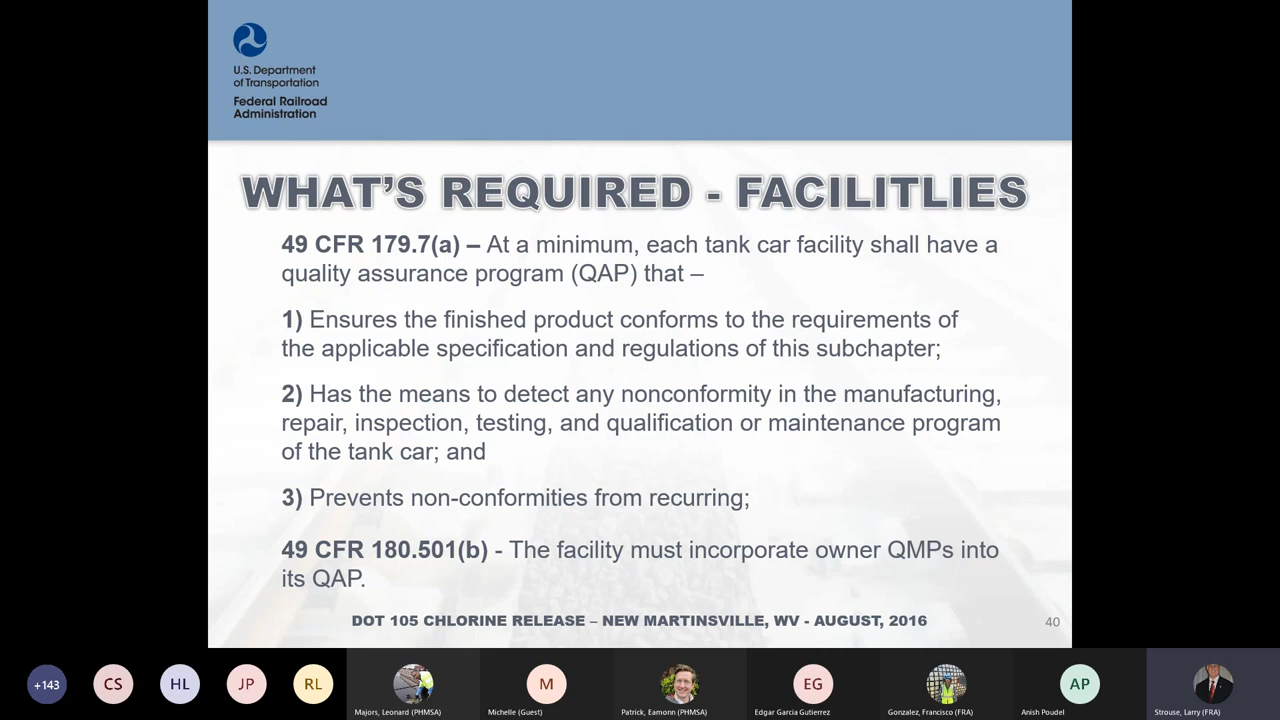 U.S. Department
of Transportation
Federal Railroad
Administration
WHAT'S REQUIRED - FACILITLIES
49 CFR 179.7(a) – At a minimum, each tank car facility shall have a
quality assurance program (QAP) that –
1) Ensures the finished product conforms to the requirements of
the applicable specification and regulations of this subchapter;
2) Has the means to detect any nonconformity in the manufacturing,
repair, inspection, testing, and qualification or maintenance program
of the tank car; and
3) Prevents non-conformities from recurring;
49 CFR 180.501(b) - The facility must incorporate owner QMPs into
its QAP.
DOT 105 CHLORINE RELEASE – NEW MARTINSVILLE, WV - AUGUST, 2016
40
+143
CS
HL
JP
RL
M
EG
AP
Majors, Leonard (PHMSA)
Michelle (Guest)
Patrick, Eamonn (PHMSA)
Edgar Garcia Gutierrez
Gonzalez, Francisco (FRA)
Anish Poudel
Strouse, Larry (FRA)